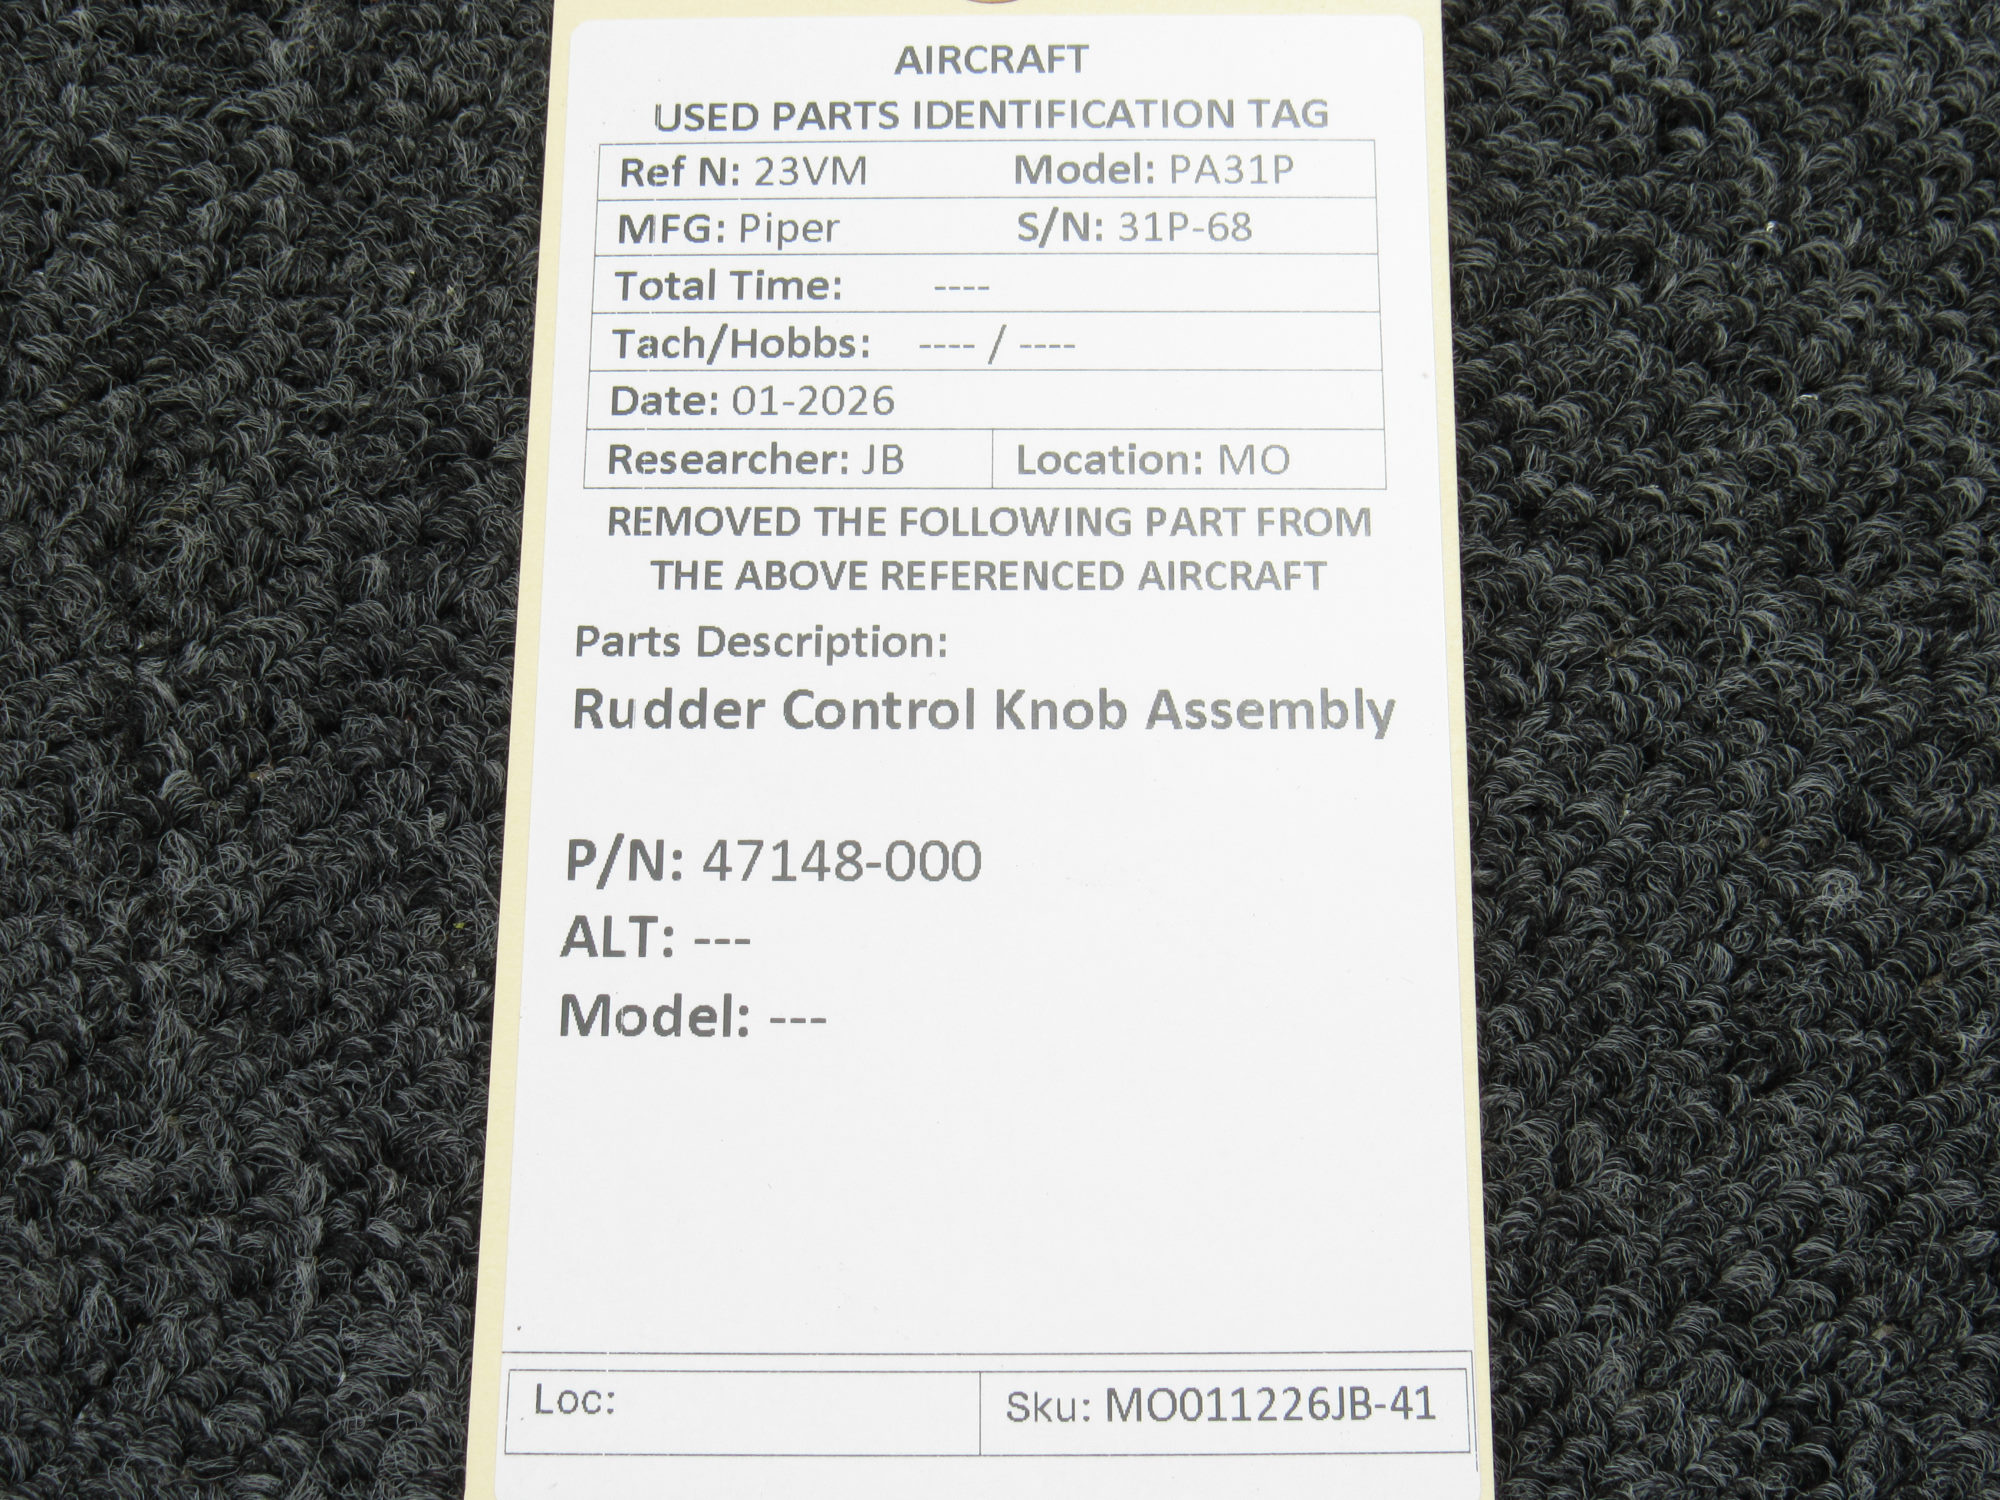 AIRCRAFT
USED PARTS IDENTIFICATION TAG
Ref N: 23VM Model: PA31P
MFG: Piper S/N: 31P-68
Total Time: ----
Tach/Hobbs: ---- / ----
Date: 01-2026
Researcher: JB Location: MO
REMOVED THE FOLLOWING PART FROM
THE ABOVE REFERENCED AIRCRAFT
Parts Description:
Rudder Control Knob Assembly
P/N: 47148-000
ALT: ---
Model: ---
Loc: Sku: MO011226JB-41